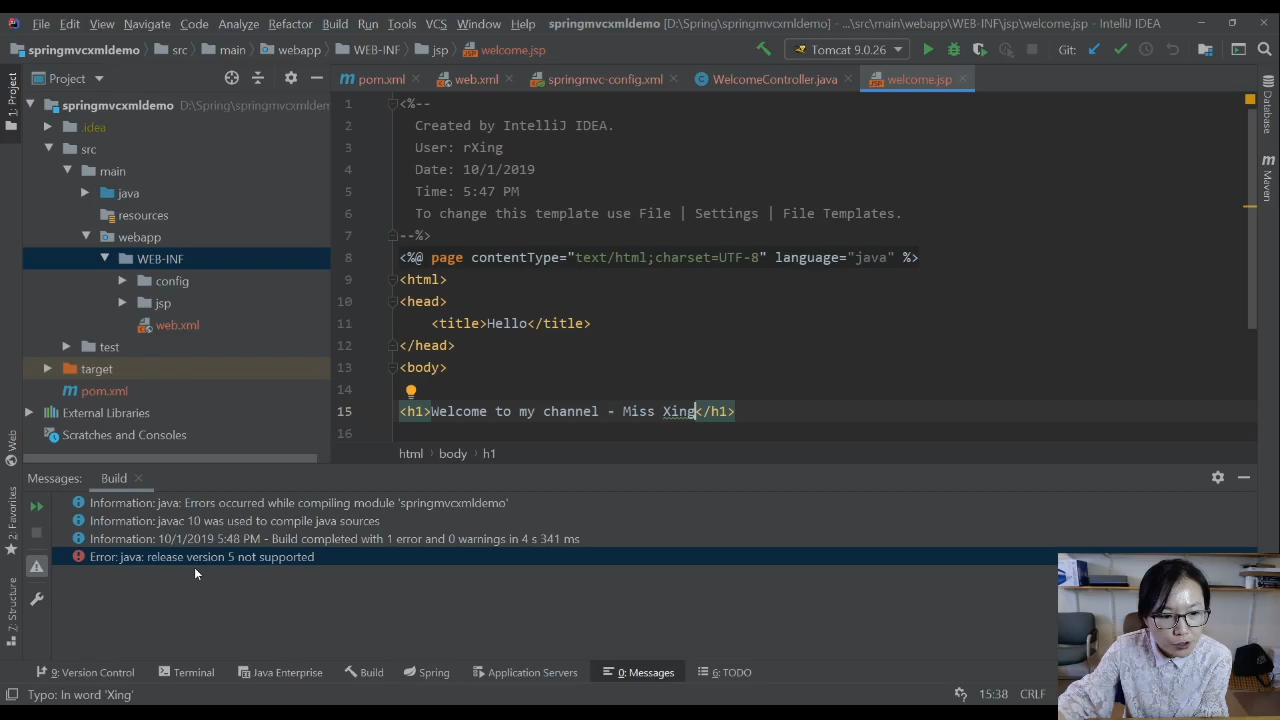 File Edit View Navigate Code Analyze Refactor Build Run Tools VCS Window Help springmvcxmldemo [D:\Spring\springmvcxmldemo] - ...\src\main\webapp\WEB-INF\jsp\welcome.jsp - IntelliJ IDEA
springmvcxmldemo src main webapp WEB-INF jsp welcome.jsp Tomcat 9.0.26 Git:
1: Project
Project
pom.xml web.xml springmvc-config.xml WelcomeController.java welcome.jsp
springmvcxmldemo D:\Spring\springmvcxmldemo
.idea
src
main
java
resources
webapp
WEB-INF
config
jsp
web.xml
test
target
pom.xml
External Libraries
Scratches and Consoles
1 <%--
2 Created by IntelliJ IDEA.
3 User: rXing
4 Date: 10/1/2019
5 Time: 5:47 PM
6 To change this template use File | Settings | File Templates.
7 --%>
8 <%@ page contentType="text/html;charset=UTF-8" language="java" %>
9 <html>
10 <head>
11 <title>Hello</title>
12 </head>
13 <body>
14
15 <h1>Welcome to my channel - Miss Xing</h1>
16
html body h1
Database
Maven
Web
2: Favorites
7: Structure
Messages: Build
Information: java: Errors occurred while compiling module 'springmvcxmldemo'
Information: javac 10 was used to compile java sources
Information: 10/1/2019 5:48 PM - Build completed with 1 error and 0 warnings in 4 s 341 ms
Error: java: release version 5 not supported
9: Version Control Terminal Java Enterprise Build Spring Application Servers 0: Messages 6: TODO
Typo: In word 'Xing' 15:38 CRLF